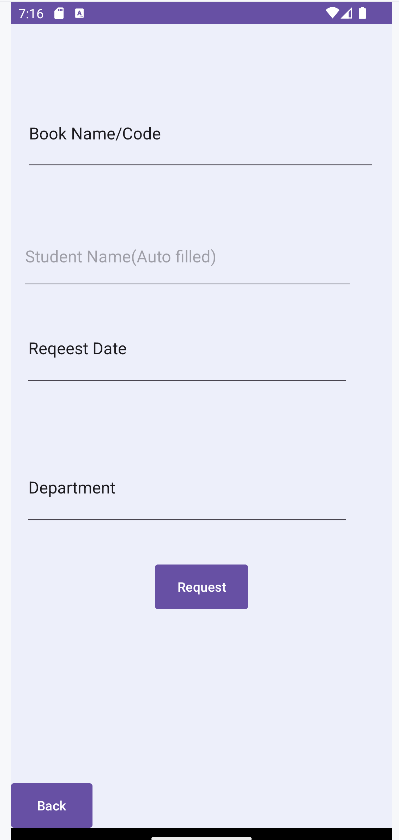 7:16 A
Book Name/Code
Student Name(Auto filled)
Reqeest Date
Department
Request
Back